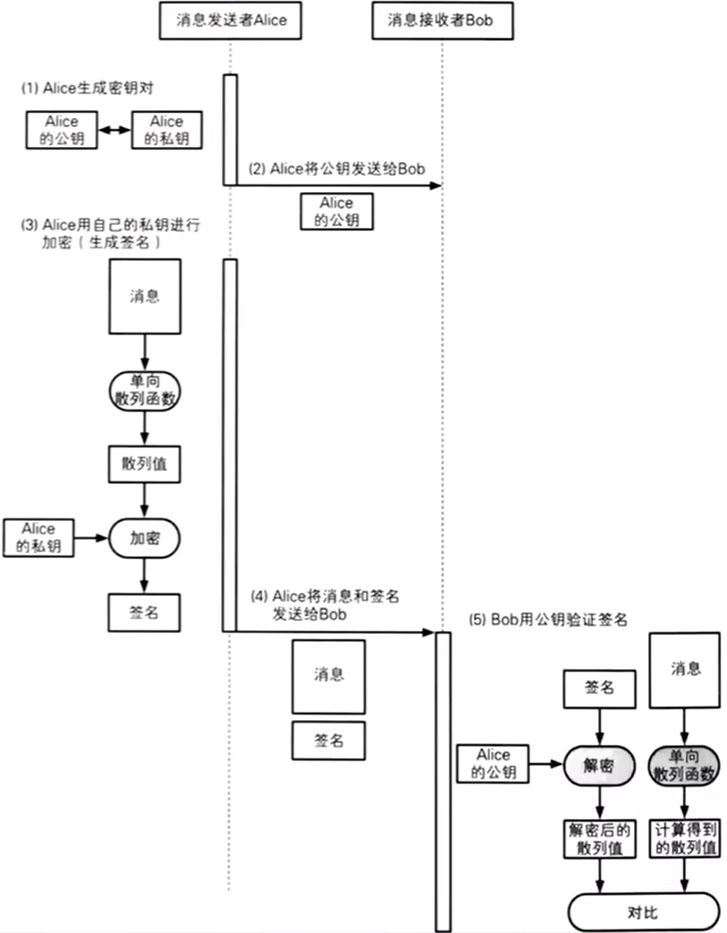 消息发送者Alice
消息接收者Bob
(1) Alice生成密钥对
Alice
的公钥
Alice
的私钥
(2) Alice将公钥发送给Bob
Alice
的公钥
(3) Alice用自己的私钥进行
加密（生成签名）
消息
单向
散列函数
散列值
Alice
的私钥
加密
签名
(4) Alice将消息和签名
发送给Bob
消息
签名
(5) Bob用公钥验证签名
签名
消息
Alice
的公钥
解密
单向
散列函数
解密后的
散列值
计算得到
的散列值
对比